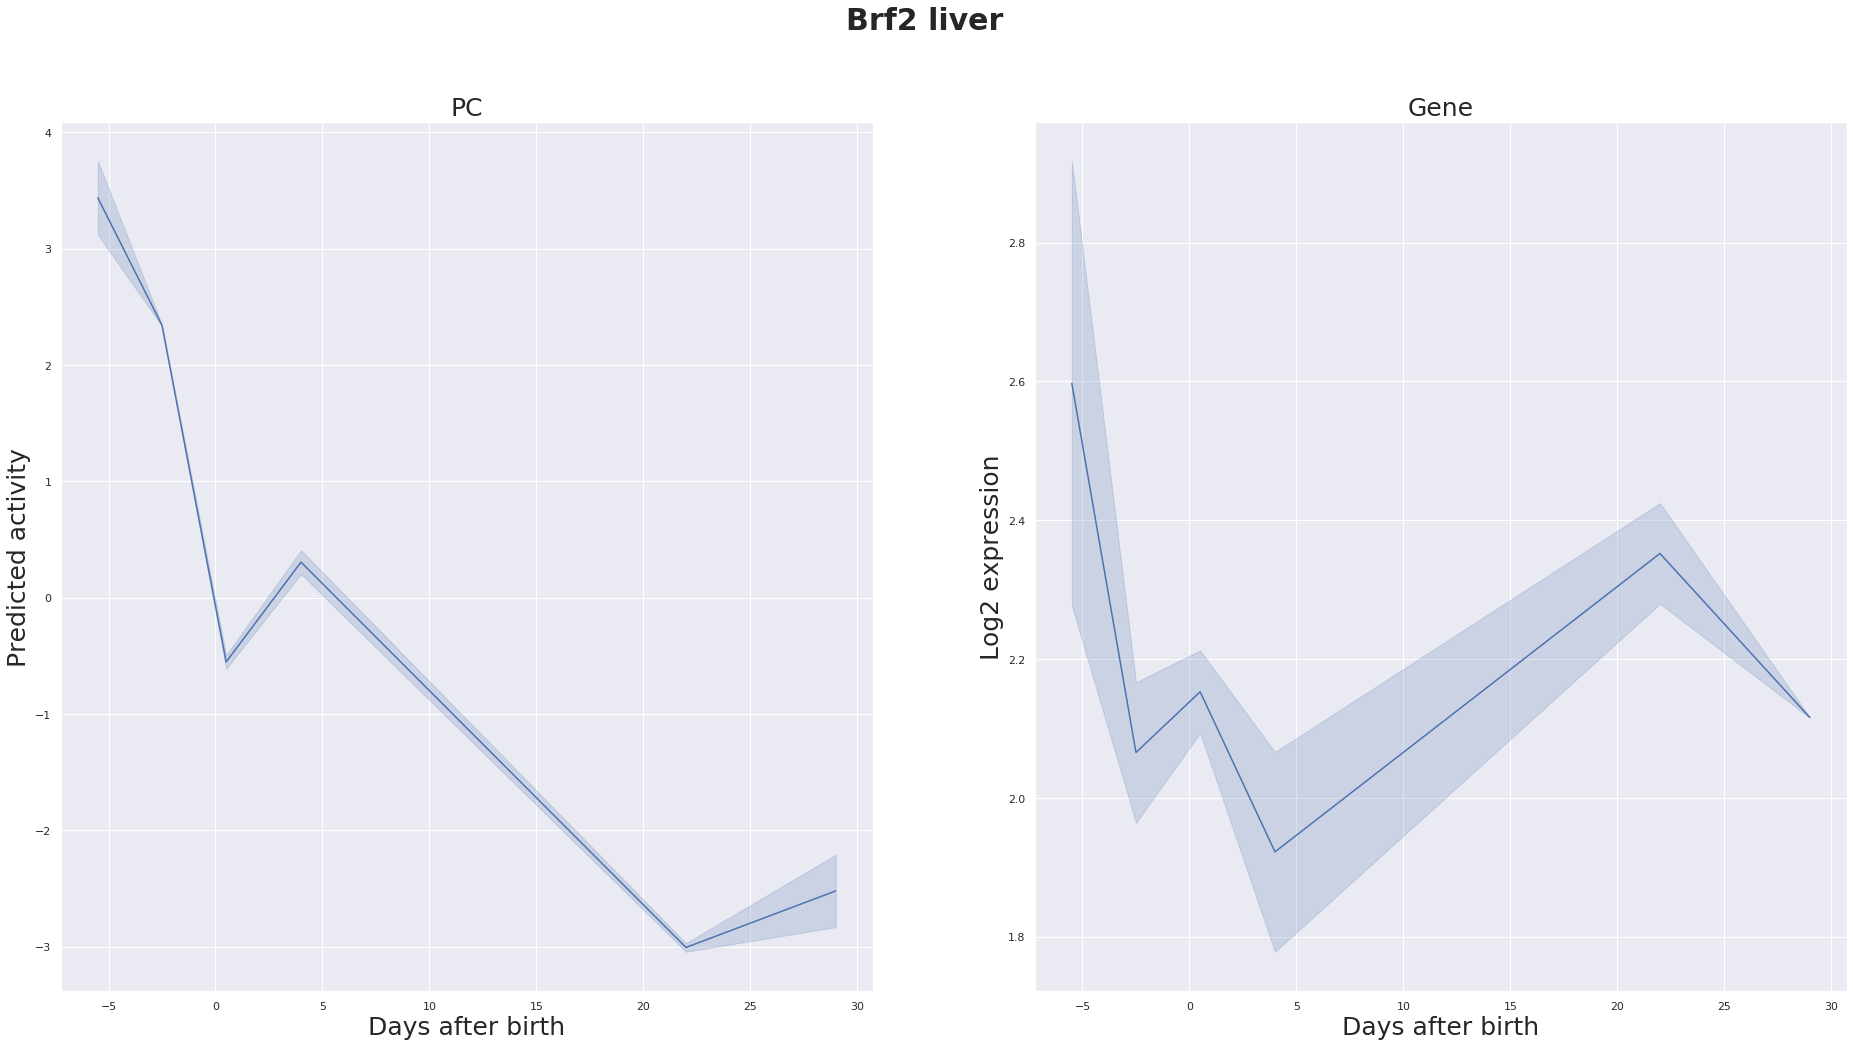 Brf2 liver
PC
Predicted activity
4
3
2
1
0
−1
−2
−3
−5 0 5 10 15 20 25 30
Days after birth
Gene
Log2 expression
2.8
2.6
2.4
2.2
2.0
1.8
−5 0 5 10 15 20 25 30
Days after birth